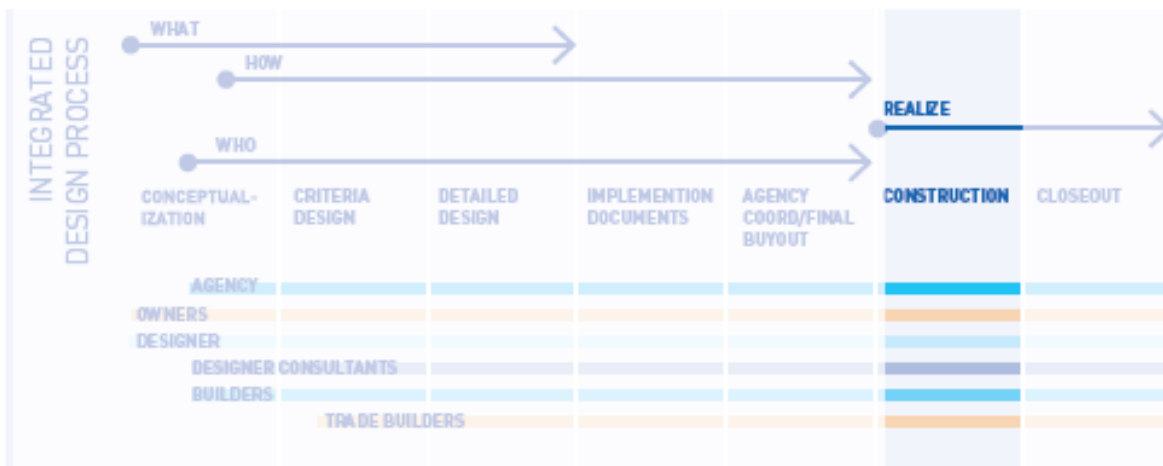 INTEGRATED
DESIGN PROCESS
WHAT
HOW
REALIZE
WHO
CONCEPTUAL-
IZATION
CRITERIA
DESIGN
DETAILED
DESIGN
IMPLEMENTION
DOCUMENTS
AGENCY
COORD/FINAL
BUYOUT
CONSTRUCTION
CLOSEOUT
AGENCY
OWNERS
DESIGNER
DESIGNER CONSULTANTS
BUILDERS
TRADE BUILDERS